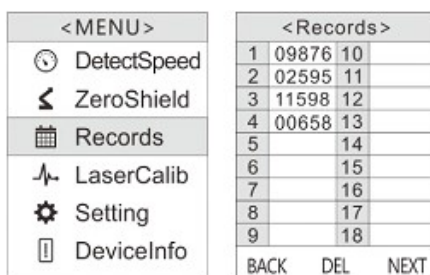 <MENU>
DetectSpeed
ZeroShield
Records
LaserCalib
Setting
DeviceInfo
<Records>
1 09876 10
2 02595 11
3 11598 12
4 00658 13
5 14
6 15
7 16
8 17
9 18
BACK DEL NEXT